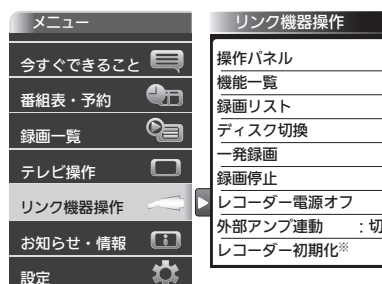 メニュー
今すぐできること
番組表・予約
録画一覧
テレビ操作
リンク機器操作
お知らせ・情報
設定
リンク機器操作
操作パネル
機能一覧
録画リスト
ディスク切換
一発録画
録画停止
レコーダー電源オフ
外部アンプ連動　：切
レコーダー初期化※